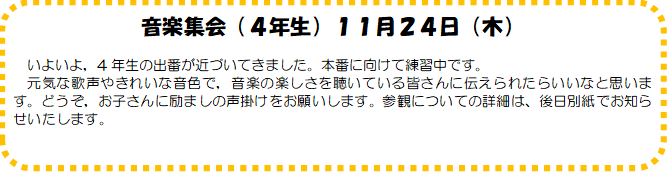 音楽集会（４年生）１１月２４日（木）
いよいよ，４年生の出番が近づいてきました。本番に向けて練習中です。
元気な歌声やきれいな音色で，音楽の楽しさを聴いている皆さんに伝えられたらいいなと思いま
す。どうぞ，お子さんに励ましの声掛けをお願いします。参観についての詳細は、後日別紙でお知ら
せいたします。